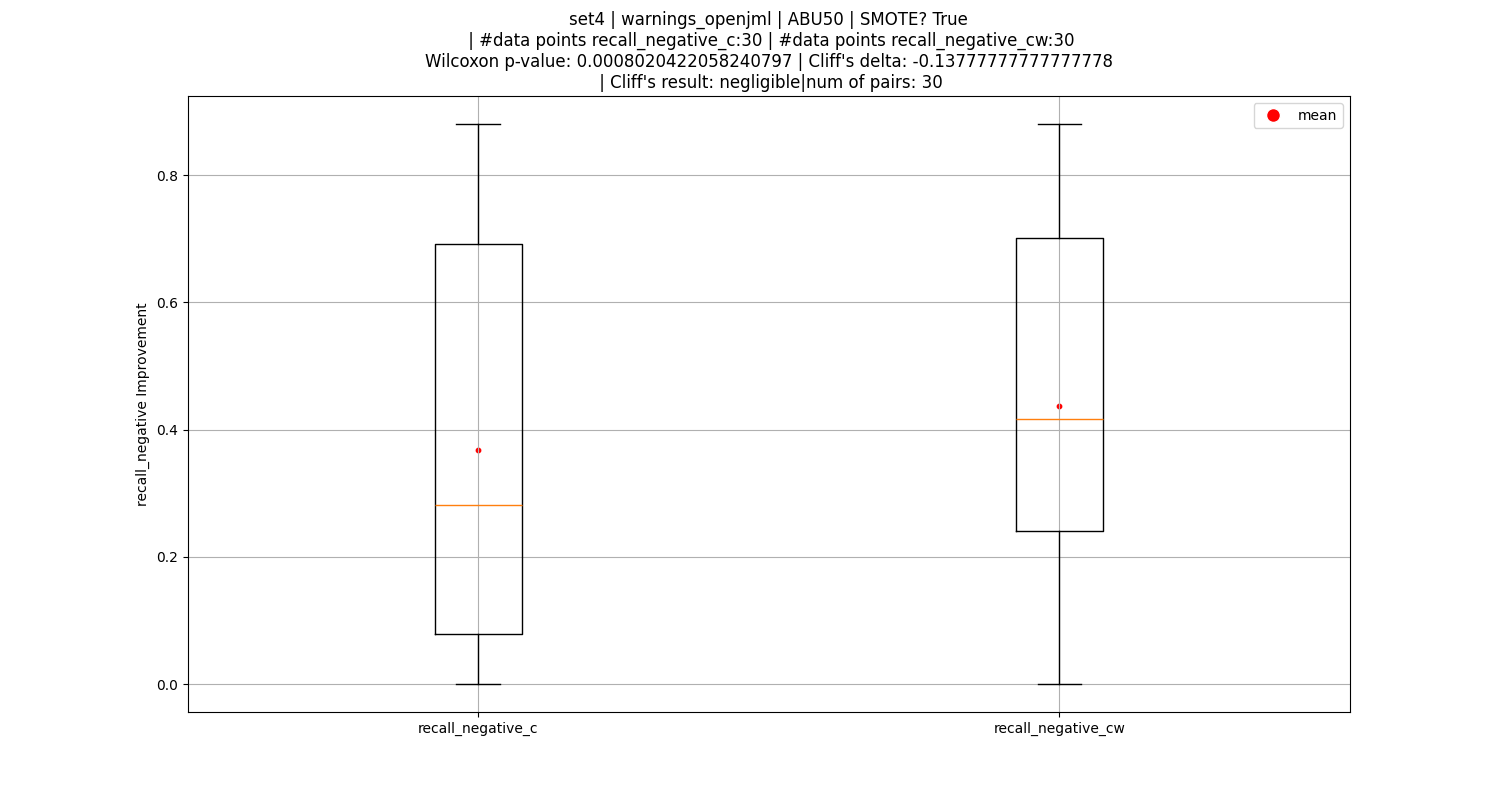 set4 | warnings_openjml | ABU50 | SMOTE? True
| #data points recall_negative_c:30 | #data points recall_negative_cw:30
Wilcoxon p-value: 0.0008020422058240797 | Cliff's delta: -0.13777777777777778
| Cliff's result: negligible|num of pairs: 30
mean
0.8
0.6
0.4
0.2
0.0
recall_negative Improvement
recall_negative_c
recall_negative_cw